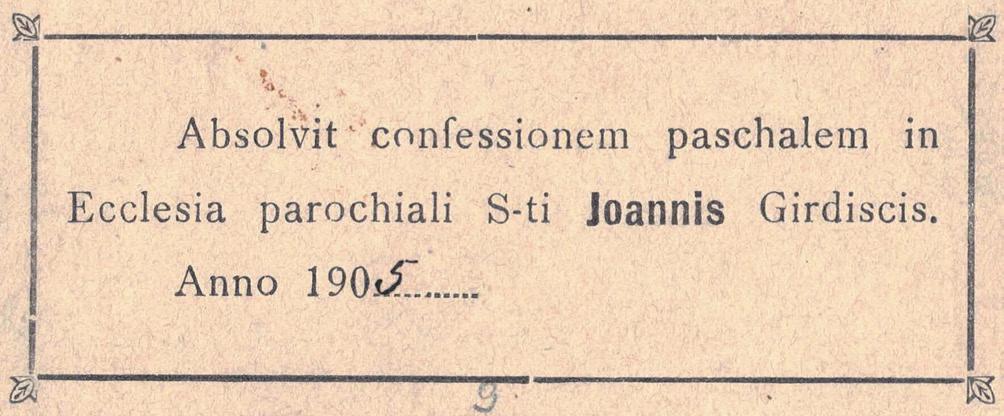 Absolvit confessionem paschalem in
Ecclesia parochiali S-ti Joannis Girdiscis.
Anno 1905
9